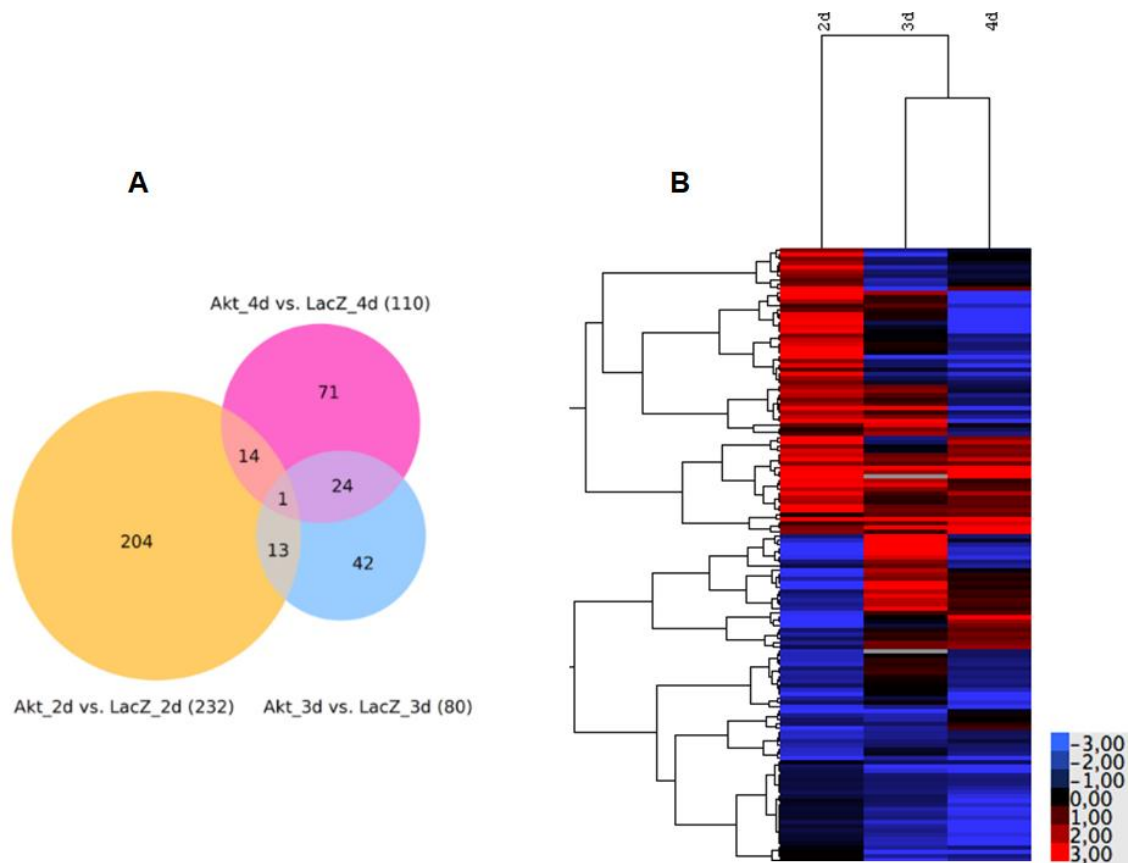 2d
3d
4d
A
B
Akt_4d vs. LacZ_4d (110)
71
14
1
24
204
13
42
Akt_2d vs. LacZ_2d (232)
Akt_3d vs. LacZ_3d (80)
-3,00
-2,00
-1,00
0,00
1,00
2,00
3,00